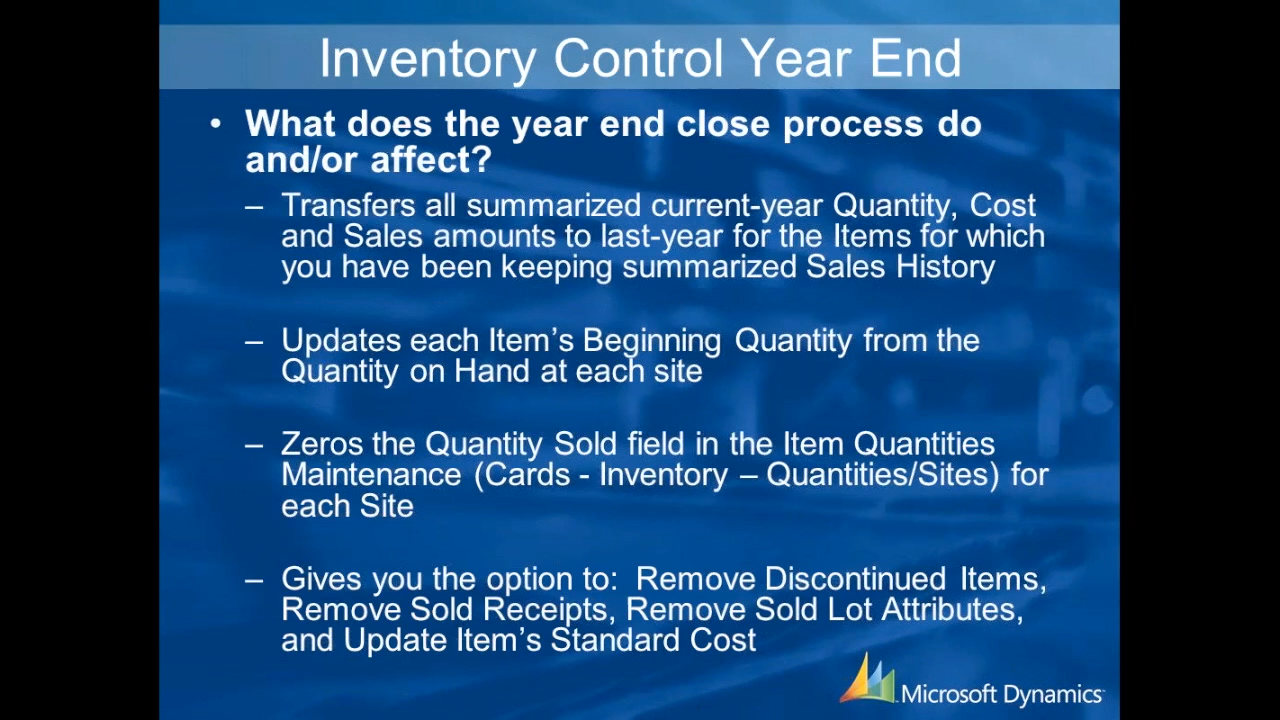 Inventory Control Year End
• What does the year end close process do
and/or affect?
– Transfers all summarized current-year Quantity, Cost
and Sales amounts to last-year for the Items for which
you have been keeping summarized Sales History
– Updates each Item’s Beginning Quantity from the
Quantity on Hand at each site
– Zeros the Quantity Sold field in the Item Quantities
Maintenance (Cards - Inventory – Quantities/Sites) for
each Site
– Gives you the option to:  Remove Discontinued Items,
Remove Sold Receipts, Remove Sold Lot Attributes,
and Update Item’s Standard Cost
Microsoft Dynamics